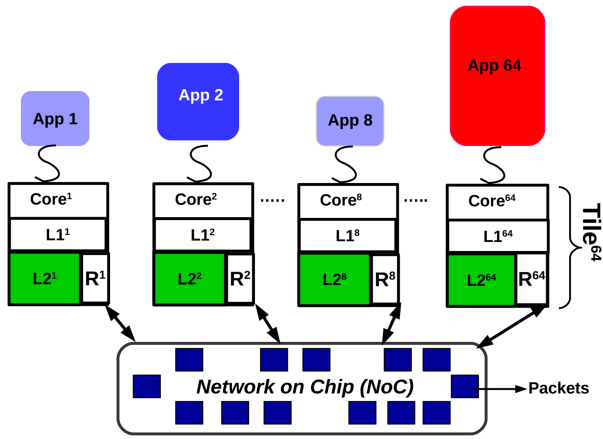 App 1
App 2
App 8
App 64
Core¹
Core²
.....
Core⁸
.....
Core⁶⁴
L1¹
L1²
L1⁸
L1⁶⁴
L2¹
R¹
L2²
R²
L2⁸
R⁸
L2⁶⁴
R⁶⁴
Tile⁶⁴
Network on Chip (NoC)
Packets